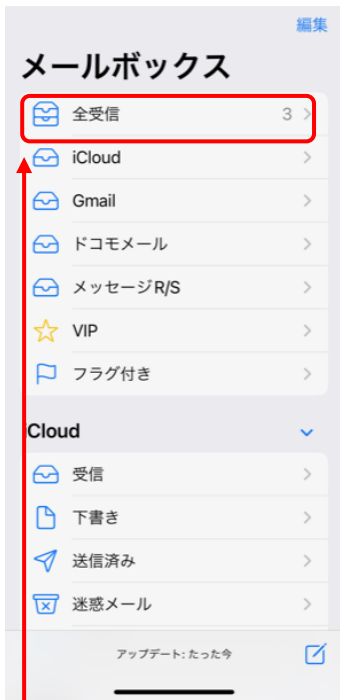 編集
メールボックス
全受信 3
iCloud
Gmail
ドコモメール
メッセージR/S
VIP
フラグ付き
iCloud
受信
下書き
送信済み
迷惑メール
アップデート: たった今